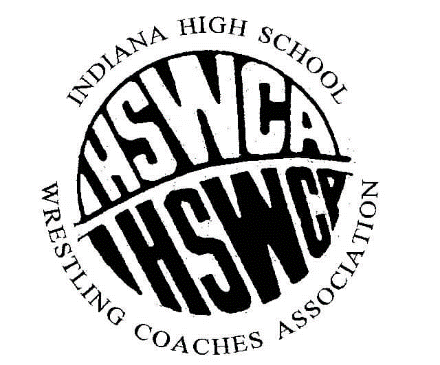 INDIANA HIGH SCHOOL
IHSWCA
IHSWCA
WRESTLING COACHES ASSOCIATION